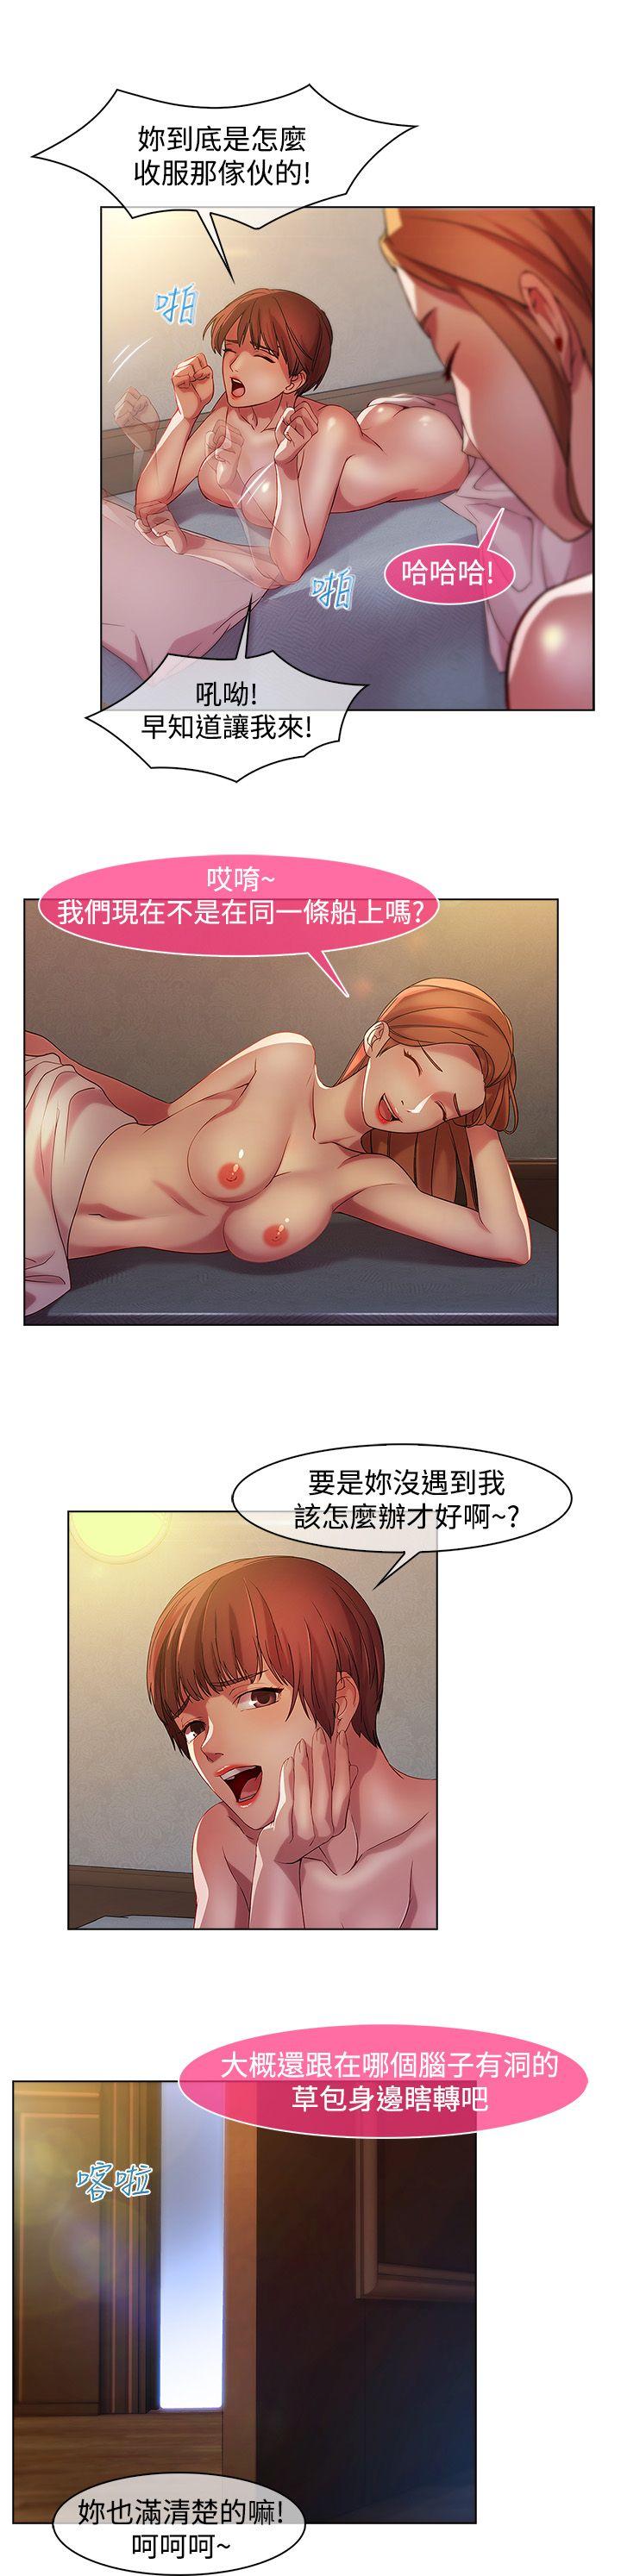 妳到底是怎麼
收服那傢伙的!
啪
哈哈哈!
啪
吼呦!
早知道讓我來!
哎唷~
我們現在不是在同一條船上嗎?
要是妳沒遇到我
該怎麼辦才好啊~?
大概還跟在哪個腦子有洞的
草包身邊瞎轉吧
喀啦
妳也滿清楚的嘛!
呵呵呵~